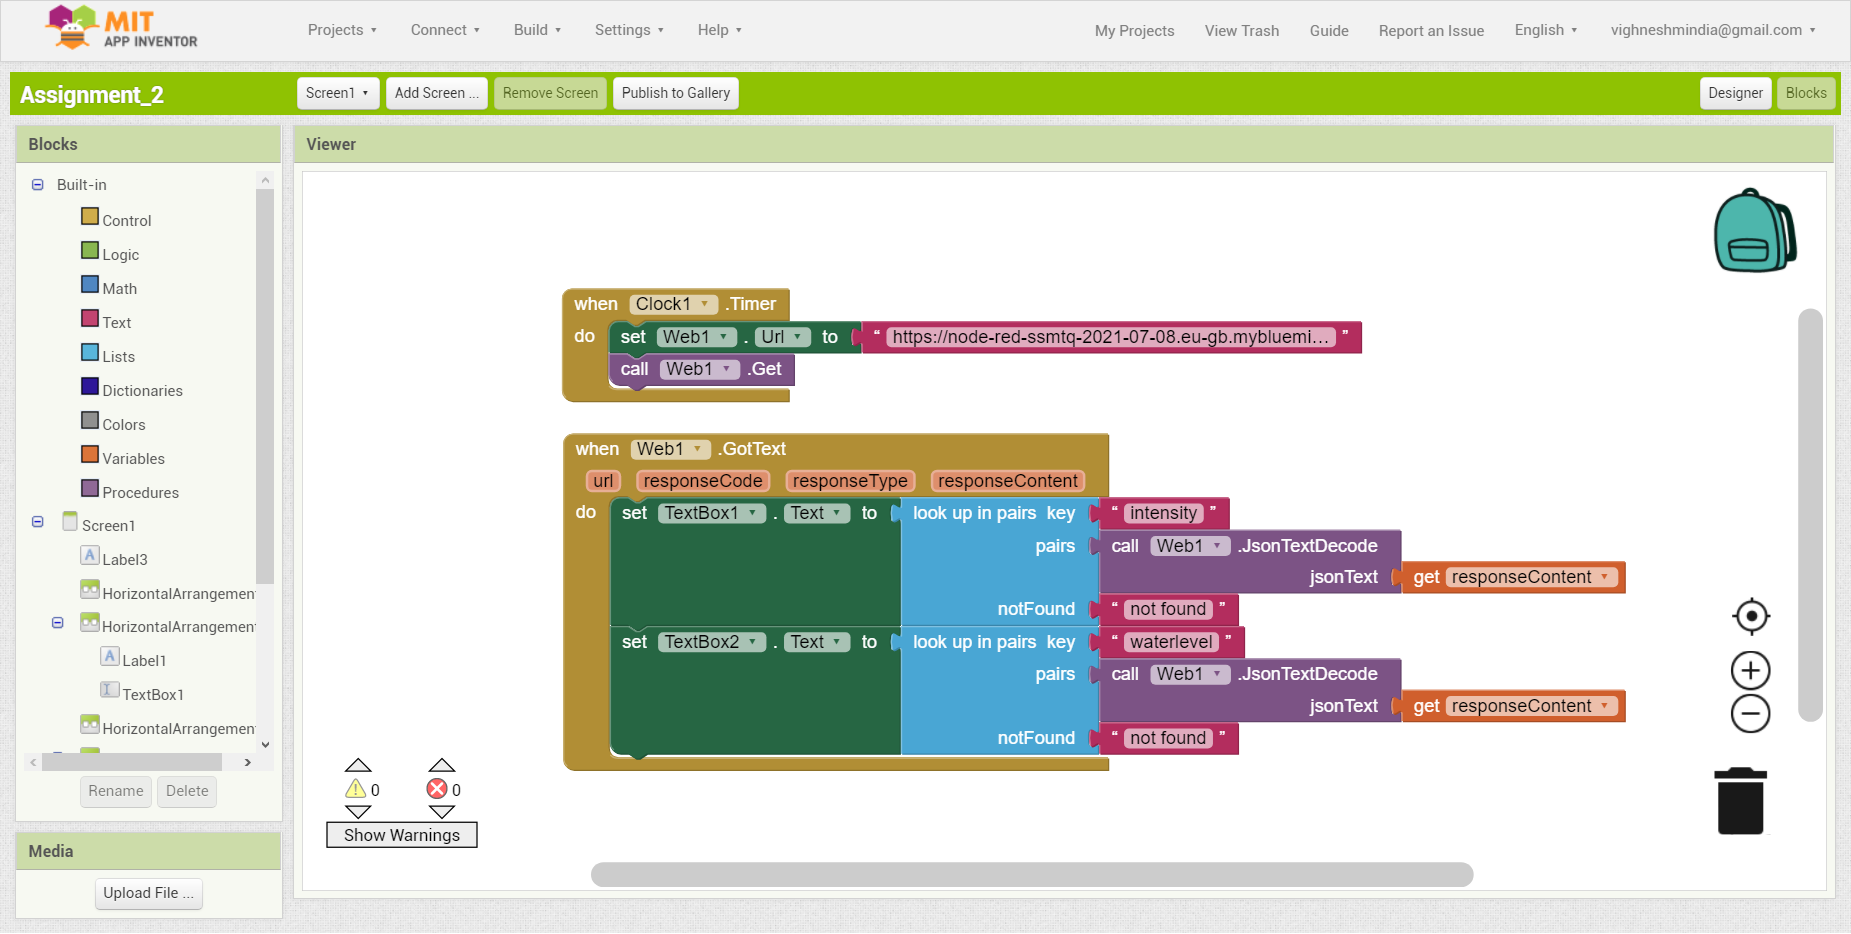 MIT
APP INVENTOR
Projects Connect Build Settings Help My Projects View Trash Guide Report an Issue English vighneshmindia@gmail.com
Assignment_2 Screen1 Add Screen ... Remove Screen Publish to Gallery Designer Blocks
Blocks
Built-in
Control
Logic
Math
Text
Lists
Dictionaries
Colors
Variables
Procedures
Screen1
Label3
HorizontalArrangement
HorizontalArrangement
Label1
TextBox1
HorizontalArrangement
Rename Delete
Media
Upload File ...
Viewer
when Clock1 .Timer
do set Web1 . Url to “ https://node-red-ssmtq-2021-07-08.eu-gb.mybluemi... ”
call Web1 .Get
when Web1 .GotText
url responseCode responseType responseContent
do set TextBox1 . Text to look up in pairs key “ intensity ”
pairs call Web1 .JsonTextDecode
jsonText get responseContent
notFound “ not found ”
set TextBox2 . Text to look up in pairs key “ waterlevel ”
pairs call Web1 .JsonTextDecode
jsonText get responseContent
notFound “ not found ”
0 0
Show Warnings